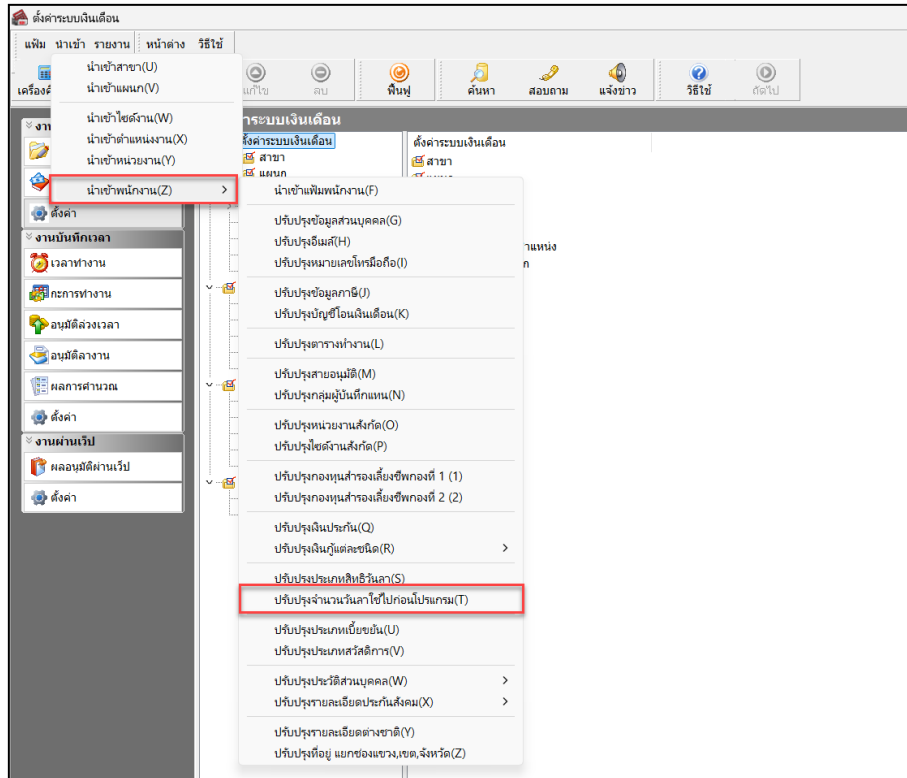 ตั้งค่าระบบเงินเดือน
แฟ้ม นำเข้า รายงาน หน้าต่าง วิธีใช้
ลบ ฟื้นฟู ค้นหา สอบถาม แจ้งข่าว วิธีใช้ ถัดไป
นำเข้าสาขา(U)
นำเข้าแผนก(V)
นำเข้าไซด์งาน(W)
นำเข้าตำแหน่งงาน(X)
นำเข้าหน่วยงาน(Y)
นำเข้าพนักงาน(Z)
ตั้งค่า
งานบันทึกเวลา
เวลาทำงาน
กะการทำงาน
อนุมัติล่วงเวลา
อนุมัติลางาน
ผลการคำนวณ
ตั้งค่า
งานผ่านเว็ป
ผลอนุมัติผ่านเว็ป
ตั้งค่า
าระบบเงินเดือน
ตั้งค่าระบบเงินเดือน
สาขา
แผนก
ตั้งค่าระบบเงินเดือน
สาขา
าแหน่ง
ก
นำเข้าแฟ้มพนักงาน(F)
ปรับปรุงข้อมูลส่วนบุคคล(G)
ปรับปรุงอีเมล์(H)
ปรับปรุงหมายเลขโทรมือถือ(I)
ปรับปรุงข้อมูลภาษี(J)
ปรับปรุงบัญชีโอนเงินเดือน(K)
ปรับปรุงตารางทำงาน(L)
ปรับปรุงสายอนุมัติ(M)
ปรับปรุงกลุ่มผู้บันทึกแทน(N)
ปรับปรุงหน่วยงานสังกัด(O)
ปรับปรุงไซด์งานสังกัด(P)
ปรับปรุงกองทุนสำรองเลี้ยงชีพกองที่ 1 (1)
ปรับปรุงกองทุนสำรองเลี้ยงชีพกองที่ 2 (2)
ปรับปรุงเงินประกัน(Q)
ปรับปรุงเงินกู้แต่ละชนิด(R)
ปรับปรุงประเภทสิทธิวันลา(S)
ปรับปรุงจำนวนวันลาใช้ไปก่อนโปรแกรม(T)
ปรับปรุงประเภทเบี้ยขยัน(U)
ปรับปรุงประเภทสวัสดิการ(V)
ปรับปรุงประวัติส่วนบุคคล(W)
ปรับปรุงรายละเอียดประกันสังคม(X)
ปรับปรุงรายละเอียดต่างชาติ(Y)
ปรับปรุงที่อยู่ แยกช่องแขวง,เขต,จังหวัด(Z)